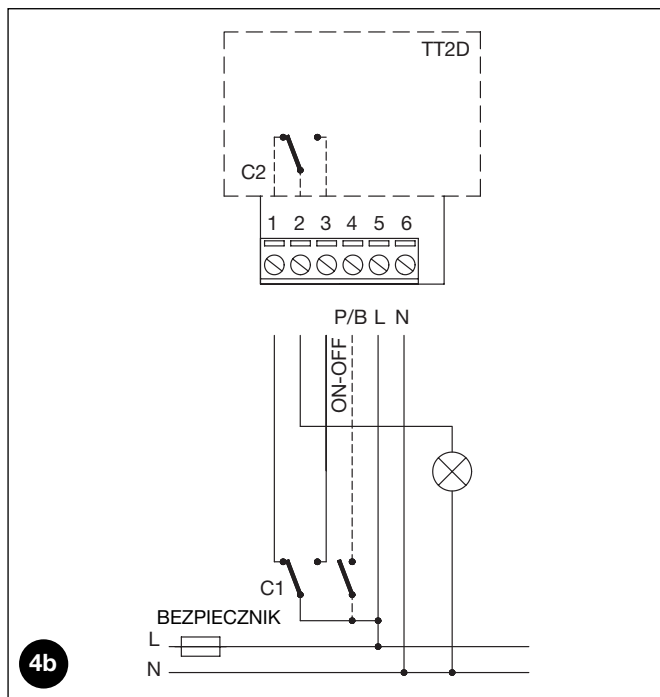 TT2D
C2
1 2 3 4 5 6
P/B L N
ON-OFF
C1
BEZPIECZNIK
L
N
4b